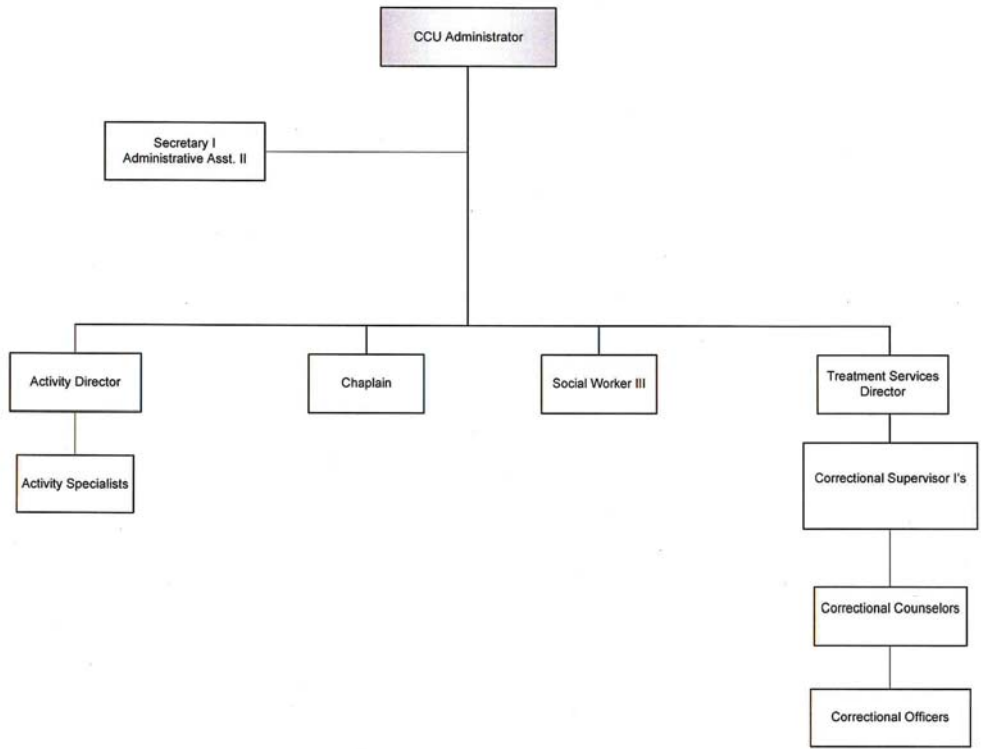 CCU Administrator
Secretary I
Administrative Asst. II
Activity Director
Chaplain
Social Worker III
Treatment Services
Director
Activity Specialists
Correctional Supervisor I's
Correctional Counselors
Correctional Officers